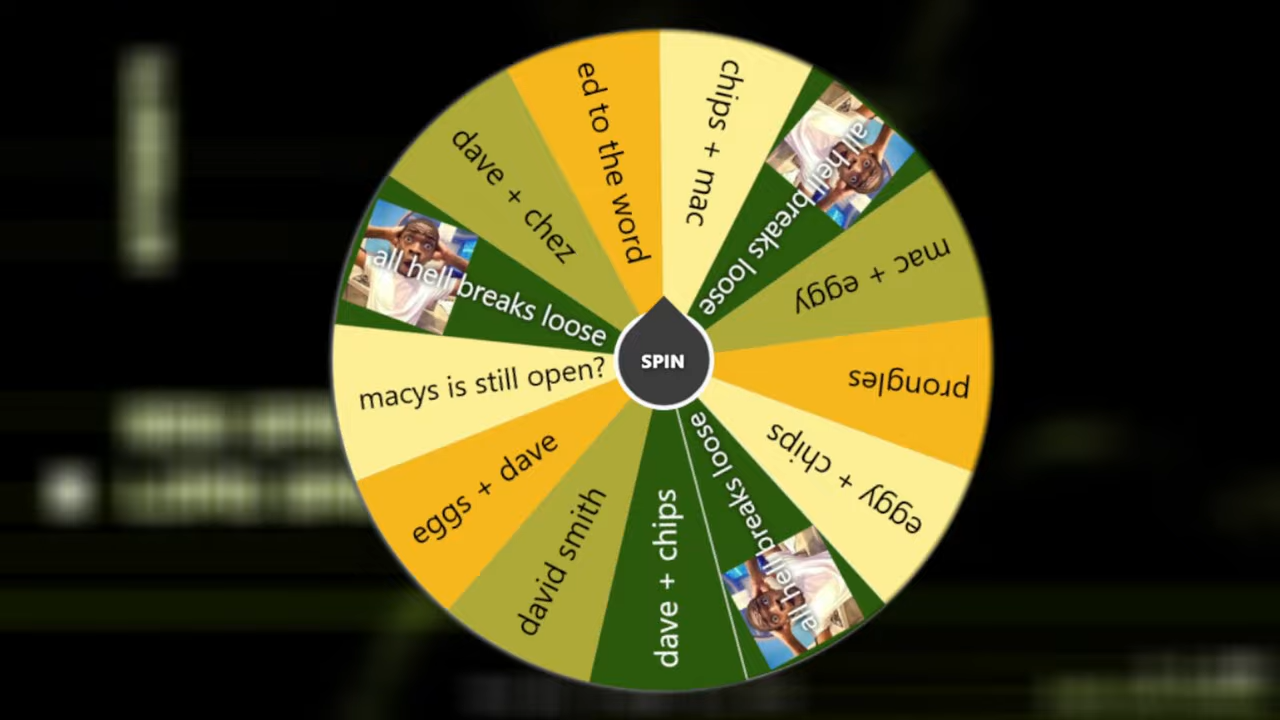 chips + mac
all hell breaks loose
mac + eggy
prongles
eggy + chips
all hell breaks loose
dave + chips
david smith
eggs + dave
macys is still open?
all hell breaks loose
dave + chez
ed to the word
SPIN